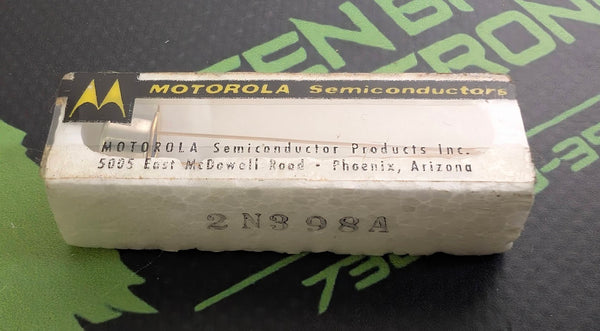 MOTOROLA Semiconductors
MOTOROLA Semiconductor Products Inc.
5005 East McDowell Road - Phoenix, Arizona
2N398A